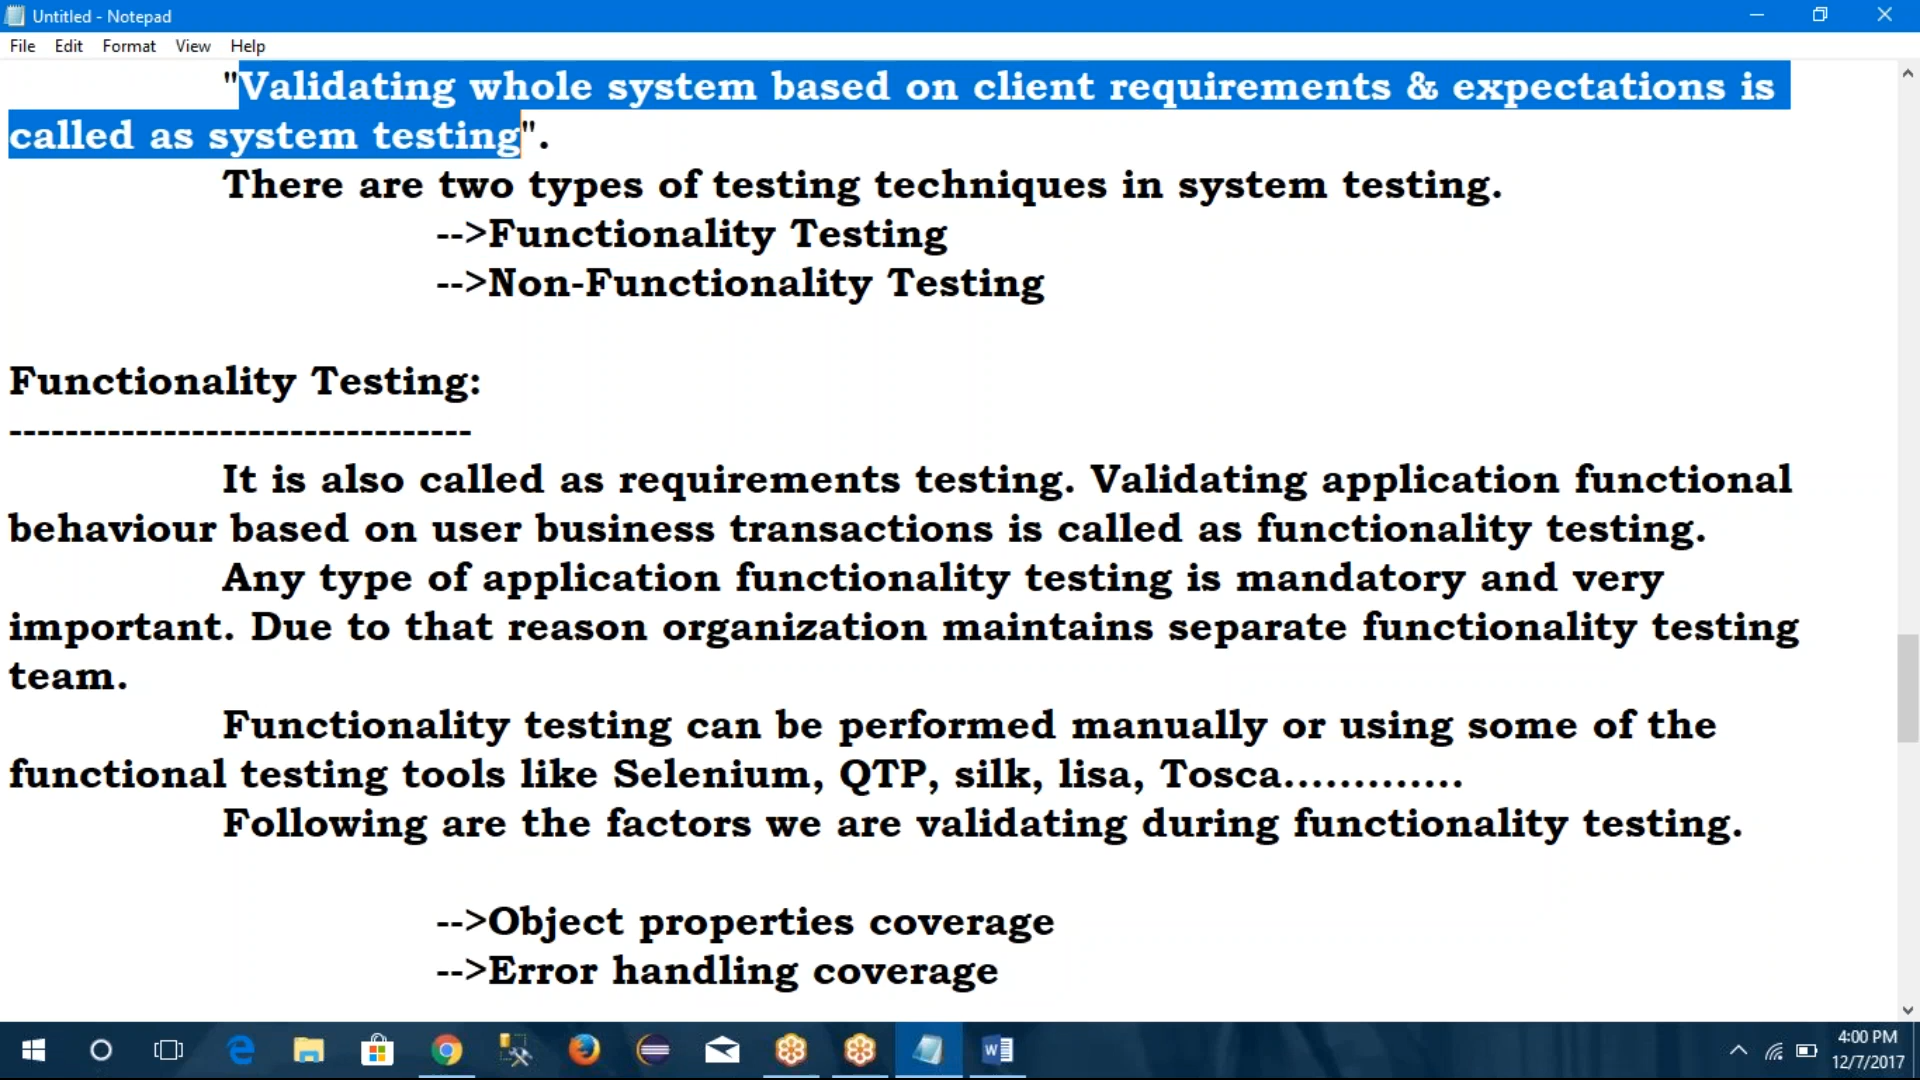 Untitled - Notepad
File Edit Format View Help
"Validating whole system based on client requirements & expectations is
called as system testing".
There are two types of testing techniques in system testing.
-->Functionality Testing
-->Non-Functionality Testing
Functionality Testing:
---------------------------------
It is also called as requirements testing. Validating application functional
behaviour based on user business transactions is called as functionality testing.
Any type of application functionality testing is mandatory and very
important. Due to that reason organization maintains separate functionality testing
team.
Functionality testing can be performed manually or using some of the
functional testing tools like Selenium, QTP, silk, lisa, Tosca.............
Following are the factors we are validating during functionality testing.
-->Object properties coverage
-->Error handling coverage
4:00 PM
12/7/2017